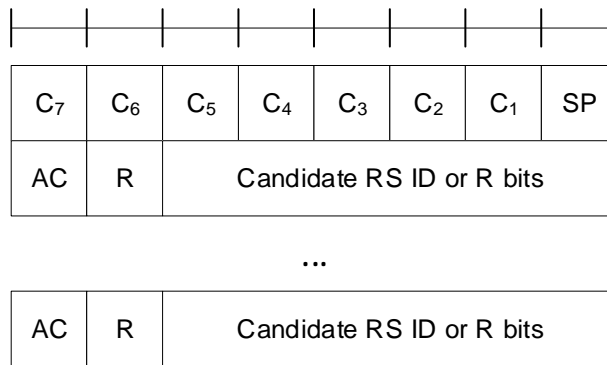 C₇ C₆ C₅ C₄ C₃ C₂ C₁ SP
AC R Candidate RS ID or R bits
...
AC R Candidate RS ID or R bits